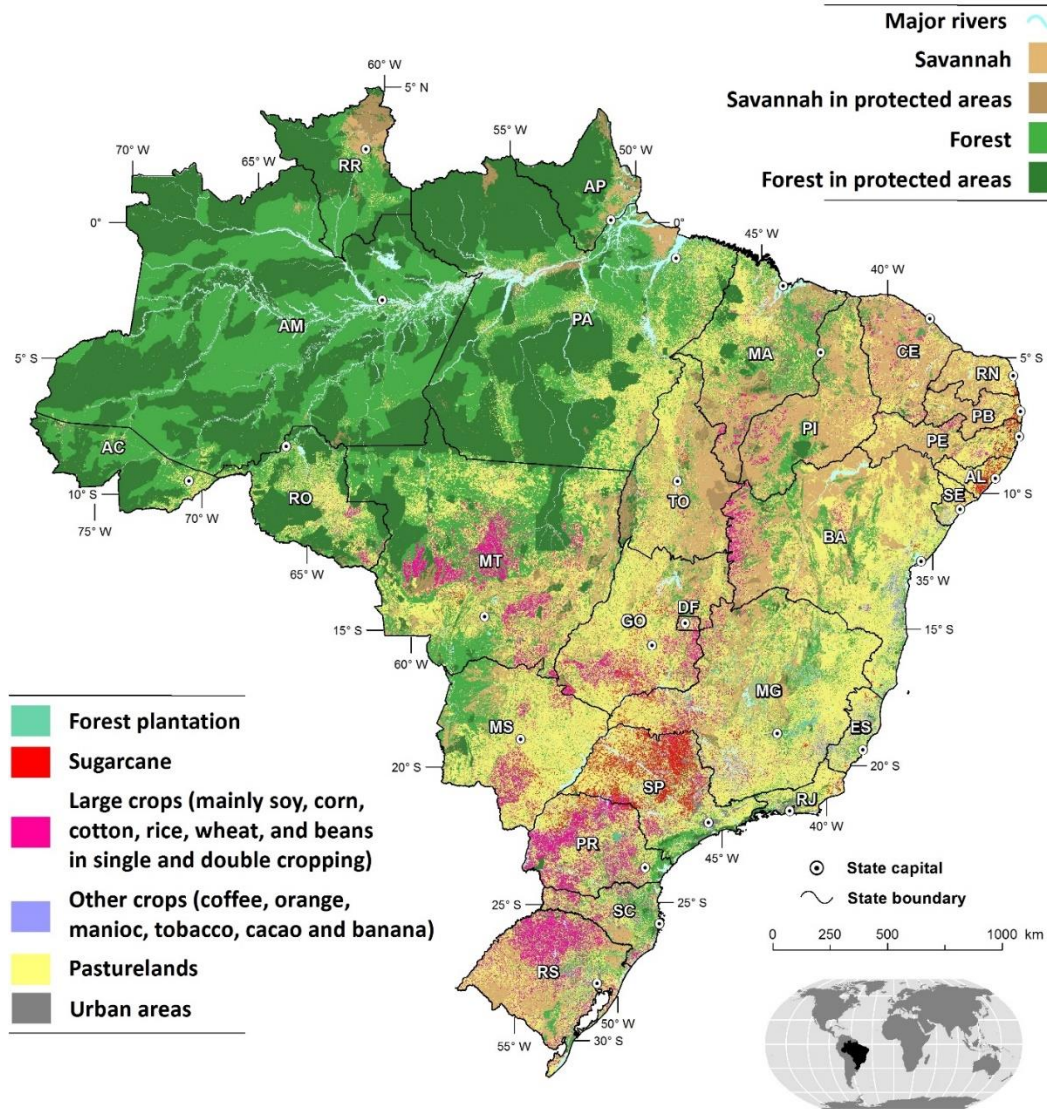 Major rivers
Savannah
Savannah in protected areas
Forest
Forest in protected areas
60° W
5° N
55° W
50° W
70° W
65° W
RR
AP
0°
0°
45° W
40° W
AM
PA
MA
CE
5° S
5° S
RN
PB
AC
PI
PE
AL
10° S
10° S
SE
75° W
70° W
RO
TO
BA
MT
35° W
65° W
DF
GO
15° S
15° S
60° W
MG
MS
ES
20° S
20° S
SP
RJ
40° W
PR
45° W
25° S
25° S
SC
RS
50° W
55° W
30° S
Forest plantation
Sugarcane
Large crops (mainly soy, corn,
cotton, rice, wheat, and beans
in single and double cropping)
Other crops (coffee, orange,
manioc, tobacco, cacao and banana)
Pasturelands
Urban areas
State capital
State boundary
0 250 500 1000 km